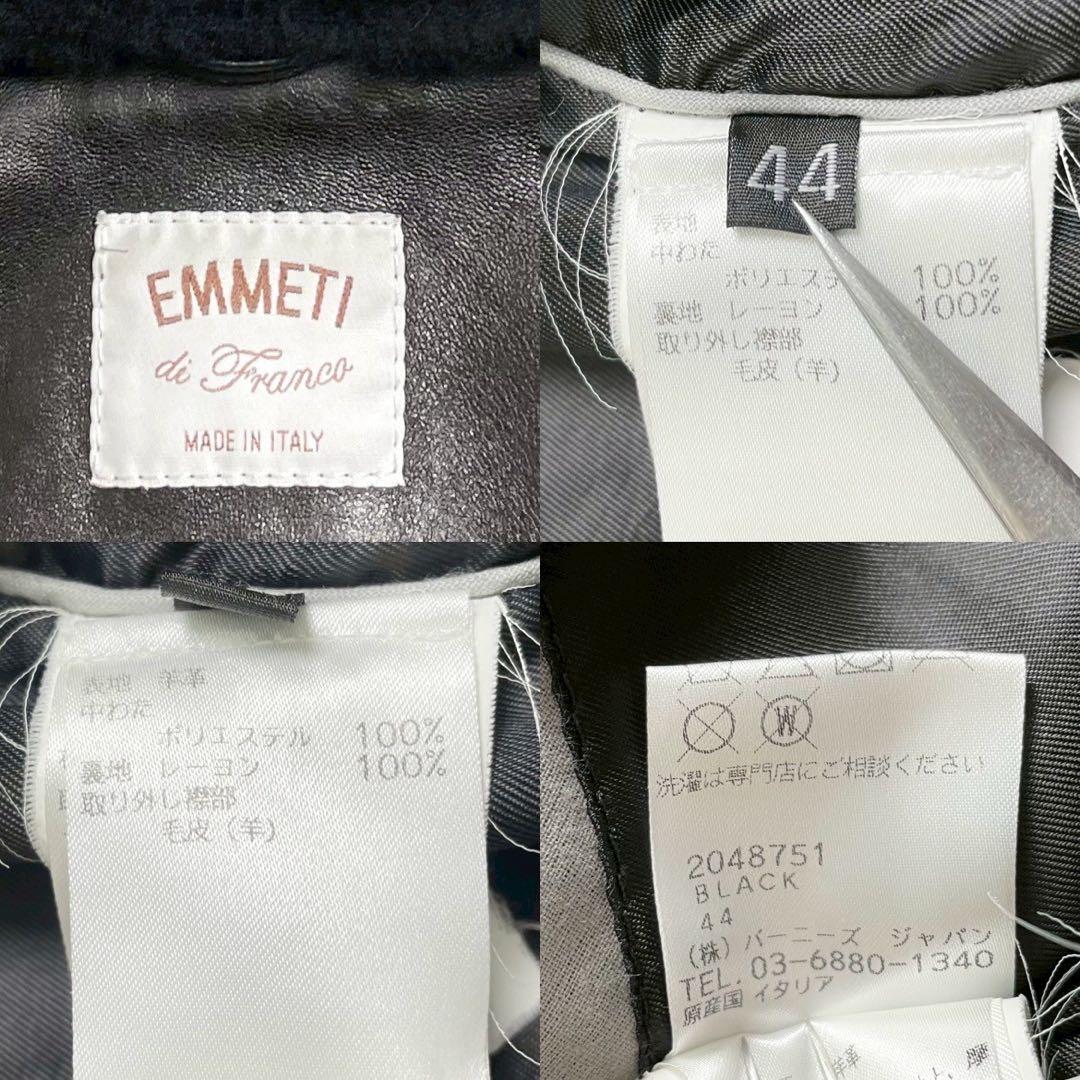 EMMETI
di Franco
MADE IN ITALY
44
表地
中わた
ポリエステ 100%
裏地 レーヨン 100%
取り外し襟部
毛皮（羊）
表地 羊革
中わた
ポリエステル 100%
裏地 レーヨン 100%
取り外し襟部
毛皮（羊）
W
洗濯は専門店にご相談ください
2048751
BLACK
44
(株) バーニーズ ジャパン
TEL. 03-6880-1340
原産国 イタリア